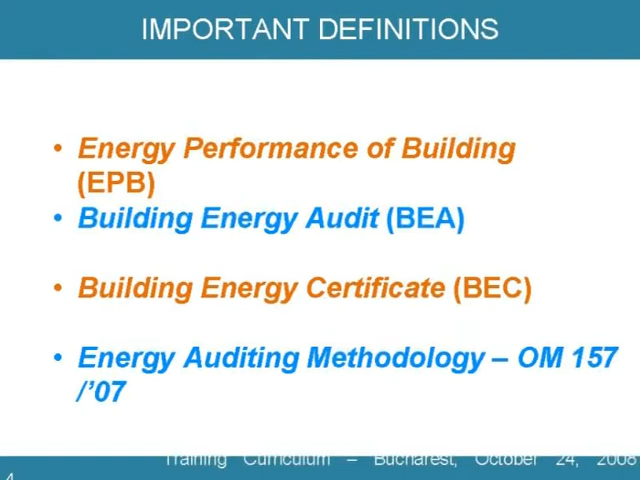 IMPORTANT DEFINITIONS
• Energy Performance of Building
(EPB)
• Building Energy Audit (BEA)
• Building Energy Certificate (BEC)
• Energy Auditing Methodology – OM 157
/’07
Training Curriculum – Bucharest, October 24, 2008
4